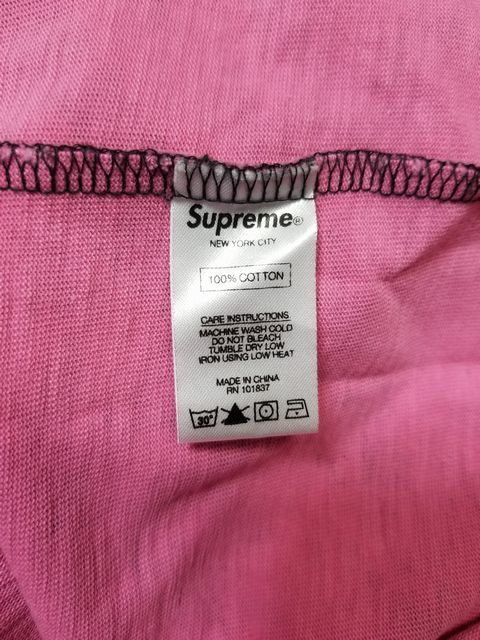 Supreme®
NEW YORK CITY
100% COTTON
CARE INSTRUCTIONS
MACHINE WASH COLD
DO NOT BLEACH
TUMBLE DRY LOW
IRON USING LOW HEAT
MADE IN CHINA
RN 101837
30°